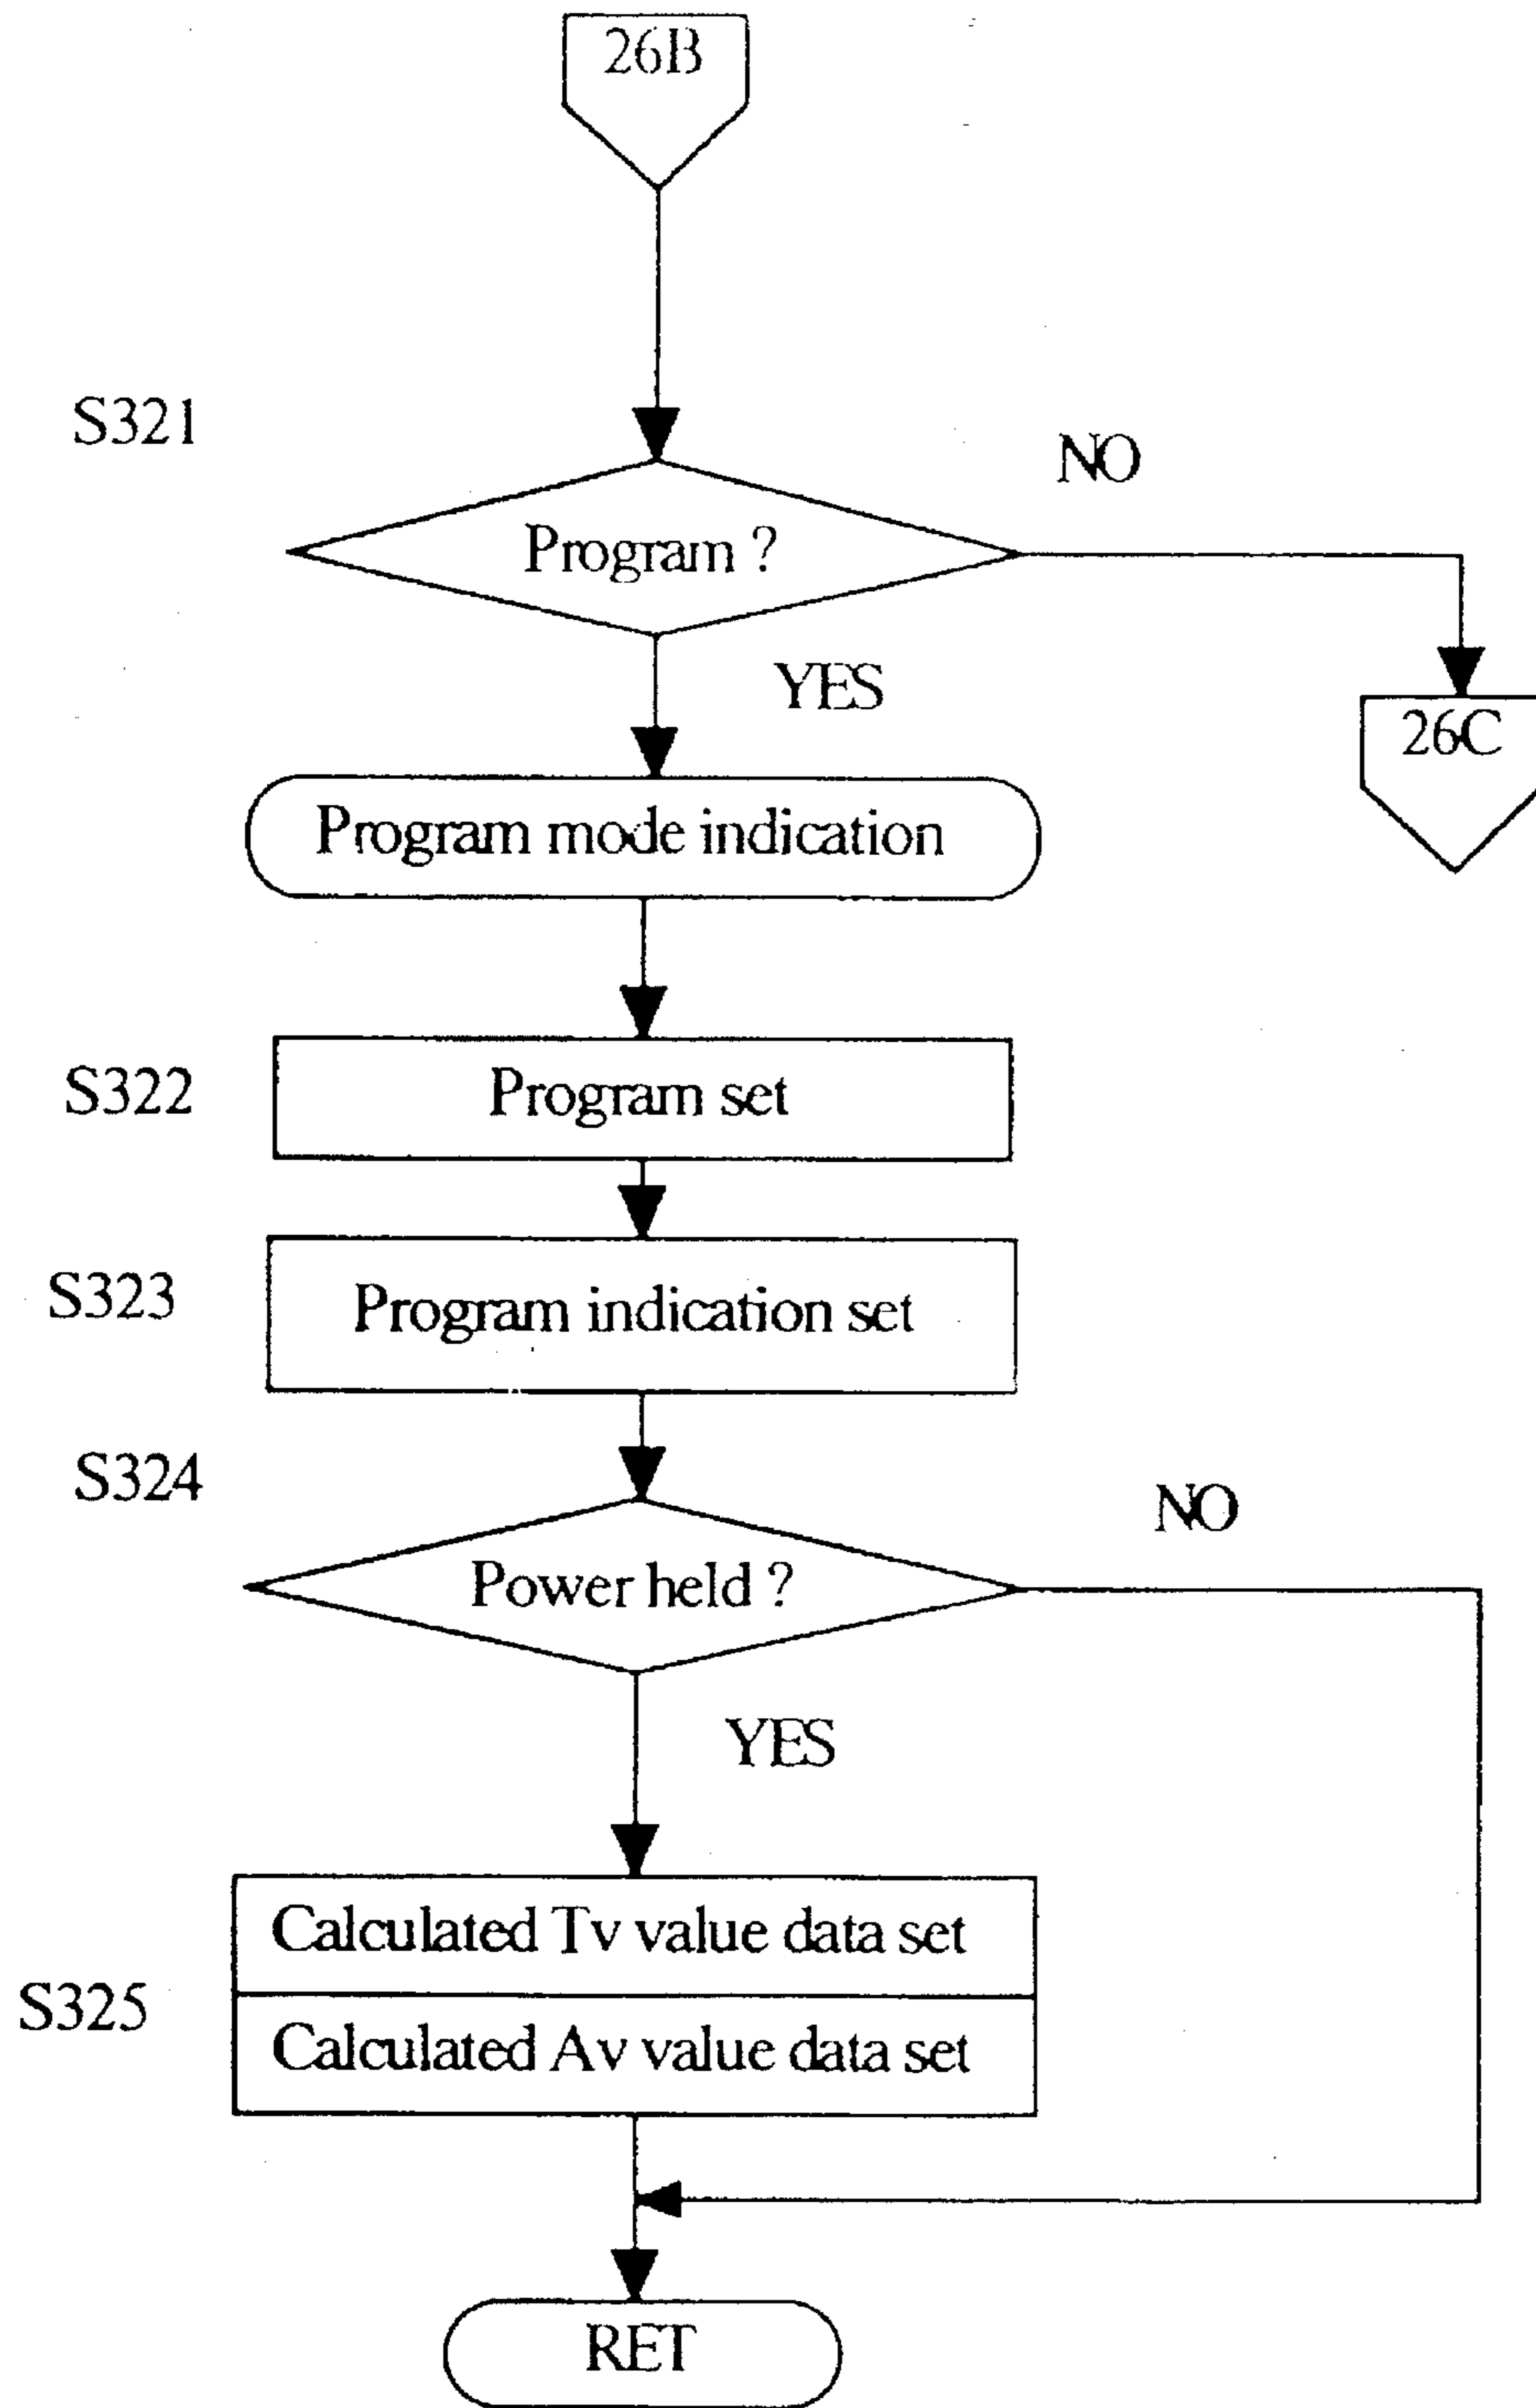 26B
S321
NO
Program ?
YES
26C
Program mode indication
S322
Program set
S323
Program indication set
S324
NO
Power held ?
YES
Calculated Tv value data set
S325
Calculated Av value data set
RET